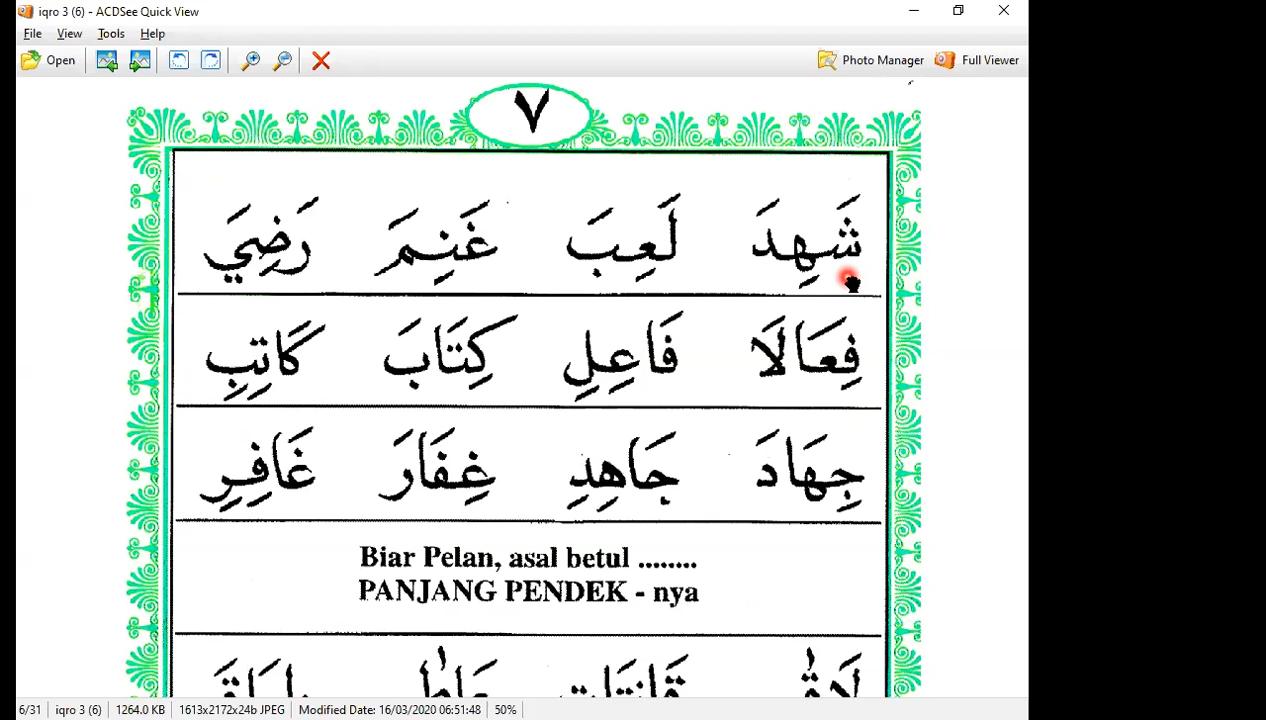 iqro 3 (6) - ACDSee Quick View
File View Tools Help
Open Photo Manager Full Viewer
٧
شَهِدَ لَعِبَ غَنِمَ رَضِيَ
فِعَالَا فَاعِلِ كِتَابَ كَاتِبِ
جِهَادَ جَاهِدِ غِفَارَ غَافِرِ
Biar Pelan, asal betul ........
PANJANG PENDEK - nya
6/31 iqro 3 (6) 1264.0 KB 1613x2172x24b JPEG Modified Date: 16/03/2020 06:51:48 50%